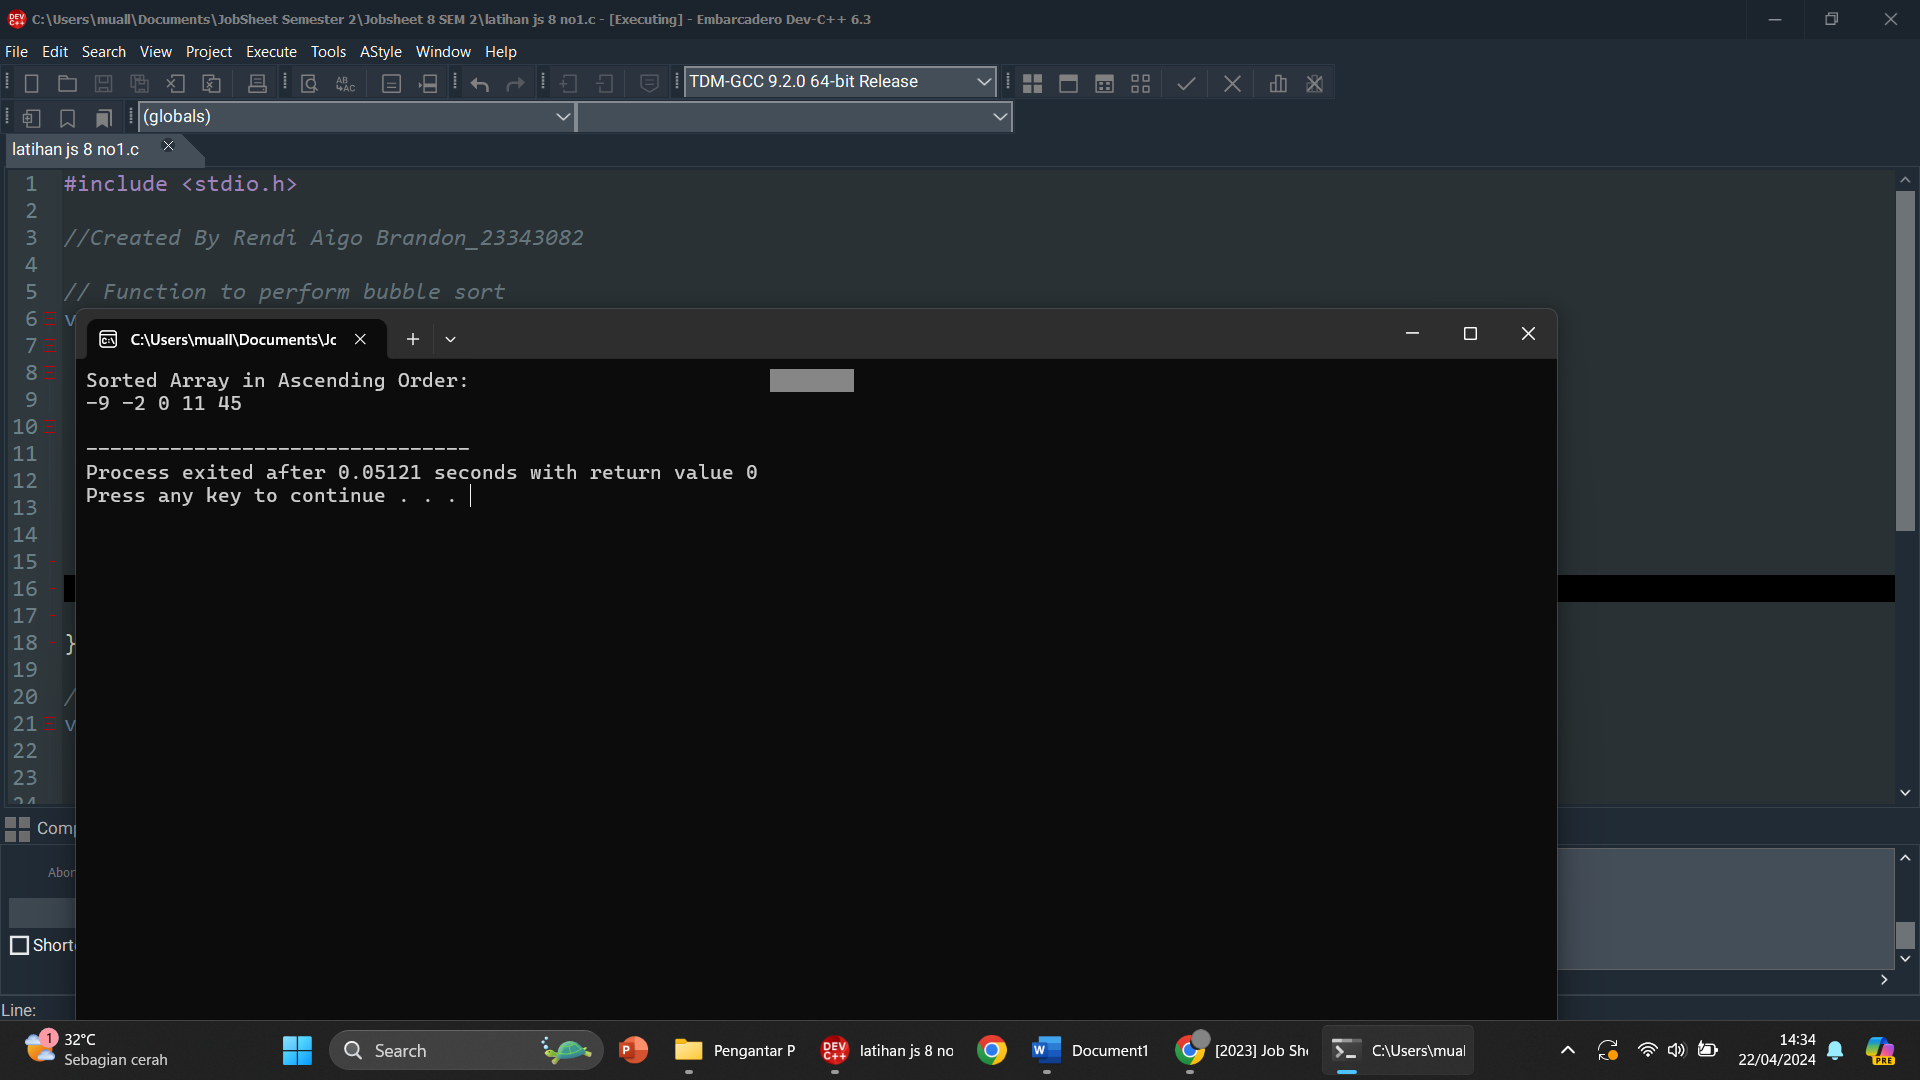 C:\Users\muall\Documents\JobSheet Semester 2\Jobsheet 8 SEM 2\latihan js 8 no1.c - [Executing] - Embarcadero Dev-C++ 6.3
File Edit Search View Project Execute Tools AStyle Window Help
TDM-GCC 9.2.0 64-bit Release
(globals)
latihan js 8 no1.c
1 #include <stdio.h>
2
3 //Created By Rendi Aigo Brandon_23343082
4
5 // Function to perform bubble sort
6 v
7
8
9
10
11
12
13
14
15
16
17
18 }
19
20 /
21 v
22
23
24
C:\Users\muall\Documents\Jc
Sorted Array in Ascending Order:
-9 -2 0 11 45
--------------------------------
Process exited after 0.05121 seconds with return value 0
Press any key to continue . . .
Comp
Abor
Shorte
Line:
1
32°C
Sebagian cerah
Search
Pengantar P
DEV C++
latihan js 8 no
Document1
[2023] Job She
C:\Users\mual
14:34
22/04/2024
PRE